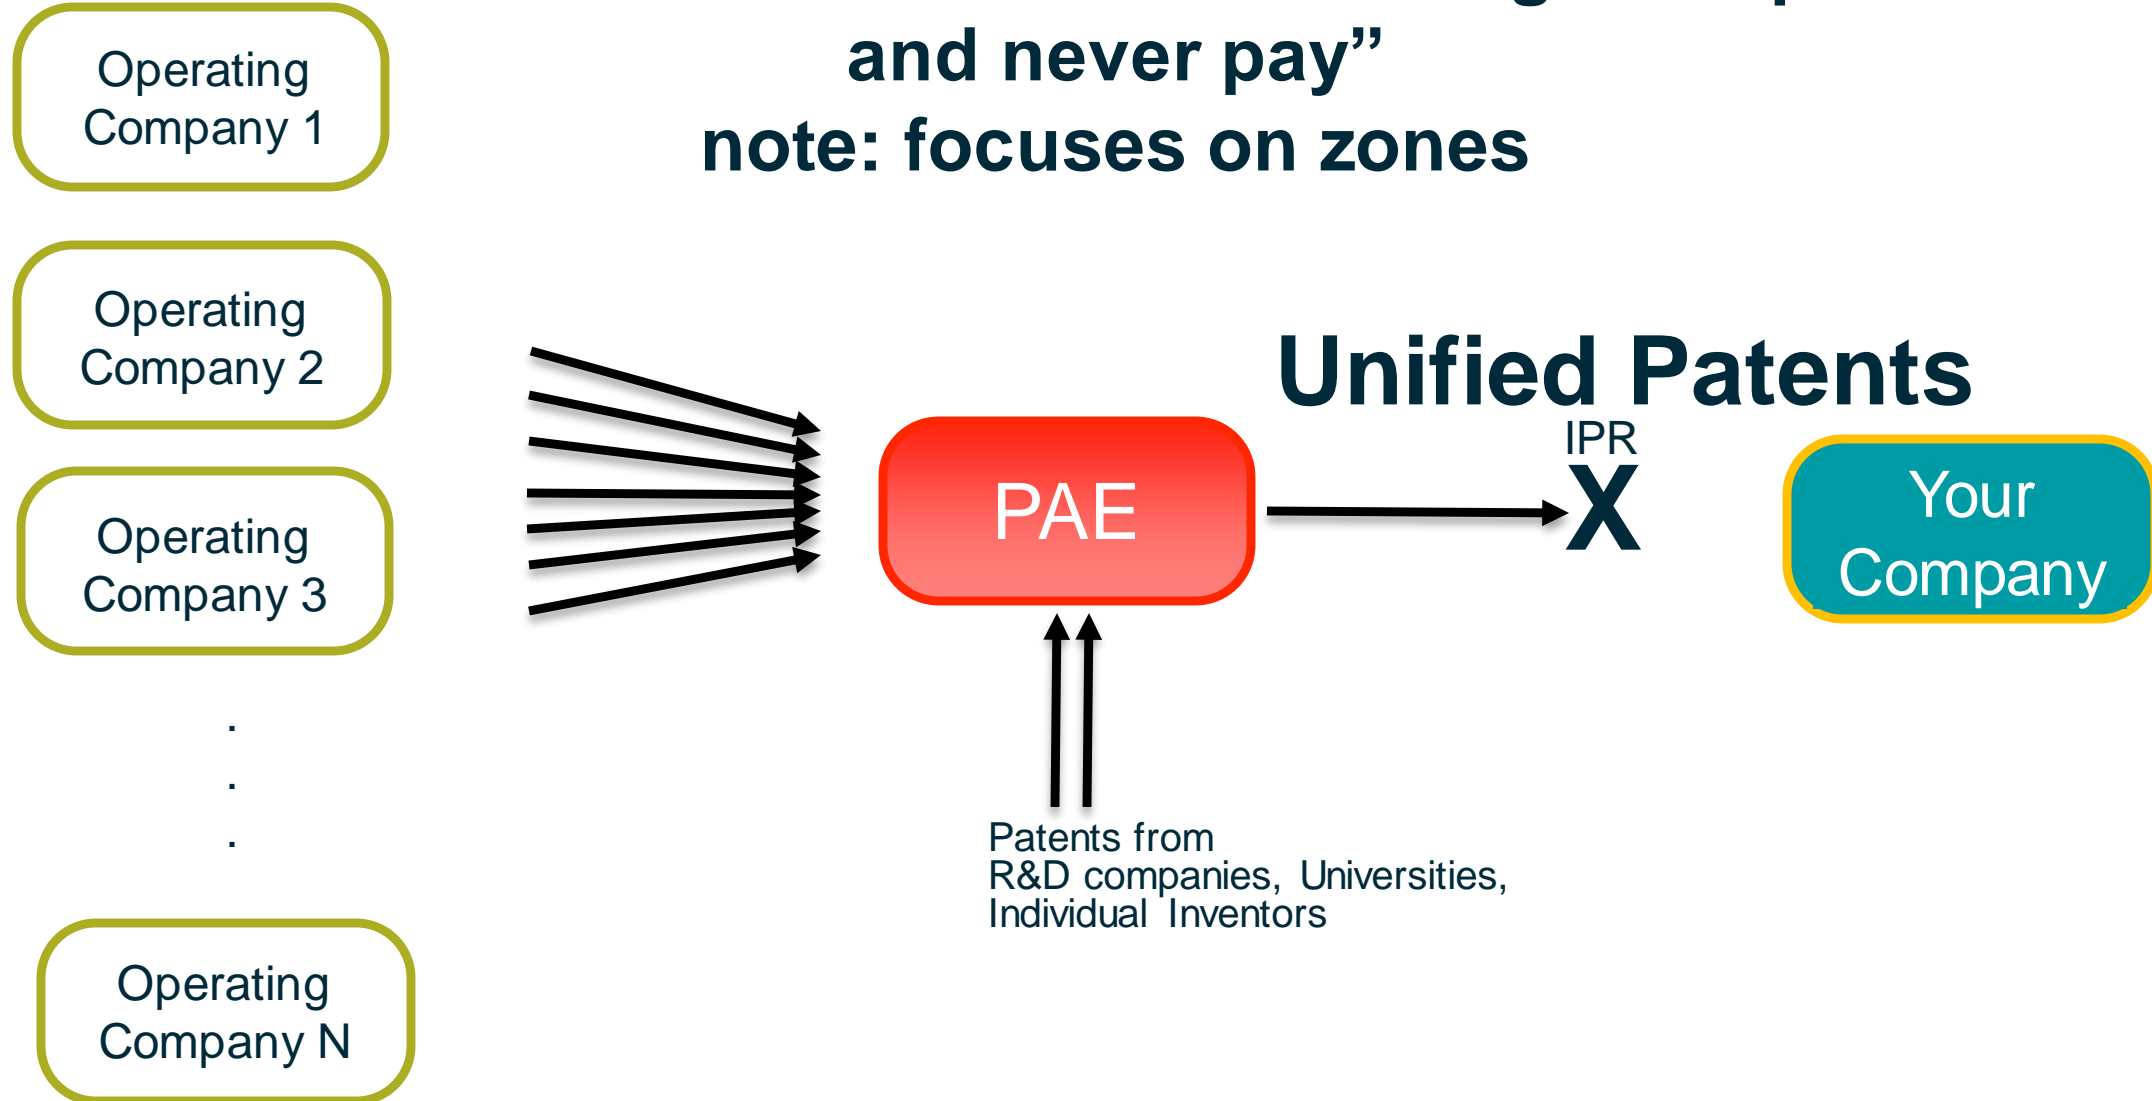 and never pay”
note: focuses on zones
Operating
Company 1
Operating
Company 2
Unified Patents
IPR
X
PAE
Your
Company
Operating
Company 3
.
.
.
Patents from
R&D companies, Universities,
Individual Inventors
Operating
Company N